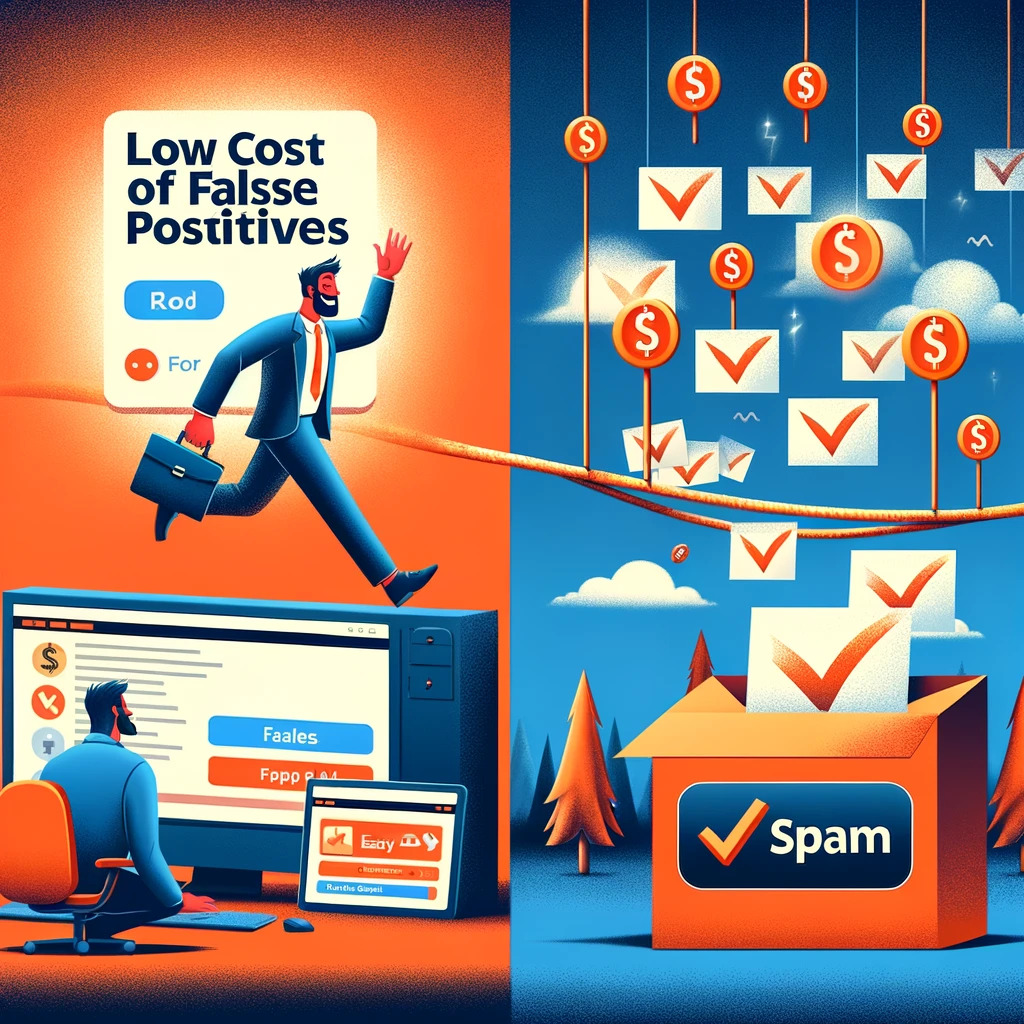 Low Cost
of Falsse
Postitives
Rod
For
Faales
Spam